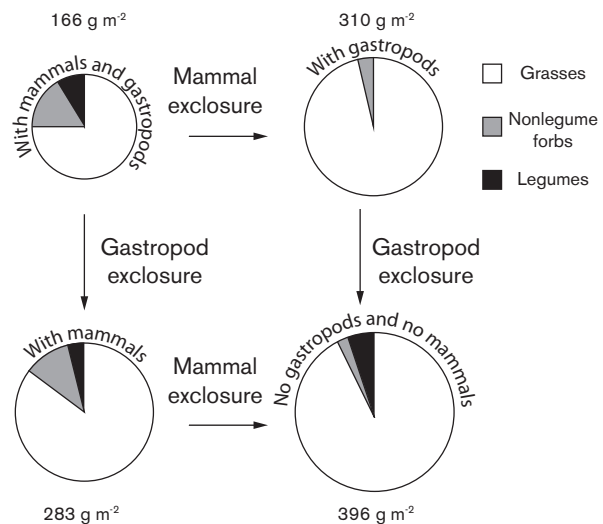 166 g m-2
310 g m-2
With mammals and gastropods
Mammal
exclosure
With gastropods
Grasses
Nonlegume
forbs
Legumes
Gastropod
exclosure
Gastropod
exclosure
With mammals
Mammal
exclosure
No gastropods and no mammals
283 g m-2
396 g m-2